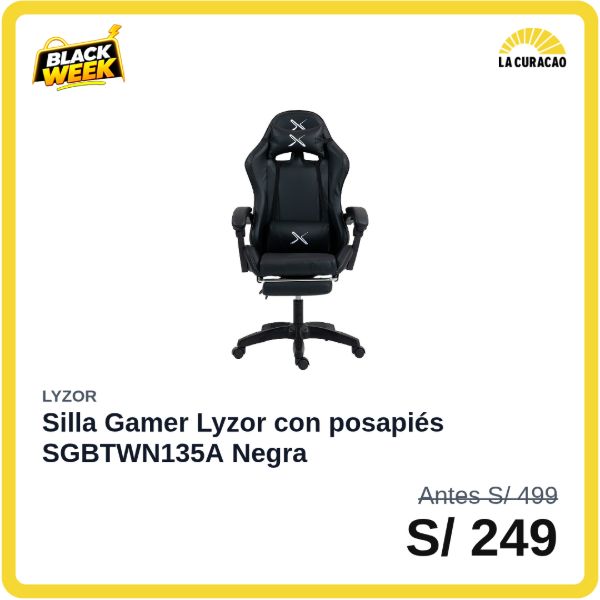 BLACK
WEEK
LA CURACAO
LYZOR
Silla Gamer Lyzor con posapiés
SGBTWN135A Negra
Antes S/ 499
S/ 249